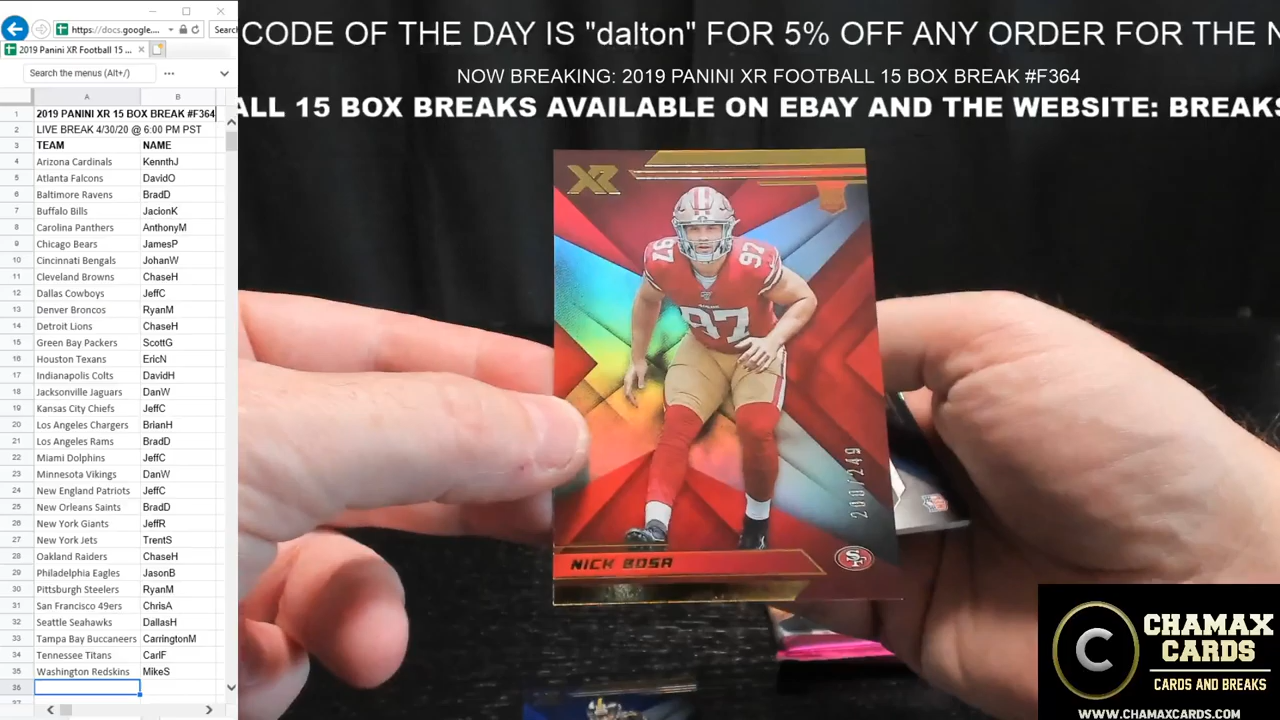 https://docs.google....
Searc
2019 Panini XR Football 15 ...
Search the menus (Alt+/)
A B
1 2019 PANINI XR 15 BOX BREAK #F364
2 LIVE BREAK 4/30/20 @ 6:00 PM PST
3 TEAM NAME
4 Arizona Cardinals KennthJ
5 Atlanta Falcons DavidO
6 Baltimore Ravens BradD
7 Buffalo Bills JacionK
8 Carolina Panthers AnthonyM
9 Chicago Bears JamesP
10 Cincinnati Bengals JohanW
11 Cleveland Browns ChaseH
12 Dallas Cowboys JeffC
13 Denver Broncos RyanM
14 Detroit Lions ChaseH
15 Green Bay Packers ScottG
16 Houston Texans EricN
17 Indianapolis Colts DavidH
18 Jacksonville Jaguars DanW
19 Kansas City Chiefs JeffC
20 Los Angeles Chargers BrianH
21 Los Angeles Rams BradD
22 Miami Dolphins JeffC
23 Minnesota Vikings DanW
24 New England Patriots JeffC
25 New Orleans Saints BradD
26 New York Giants JeffR
27 New York Jets TrentS
28 Oakland Raiders ChaseH
29 Philadelphia Eagles JasonB
30 Pittsburgh Steelers RyanM
31 San Francisco 49ers ChrisA
32 Seattle Seahawks DallasH
33 Tampa Bay Buccaneers CarringtonM
34 Tennessee Titans CarlF
35 Washington Redskins MikeS
36
CODE OF THE DAY IS "dalton" FOR 5% OFF ANY ORDER FOR THE N
NOW BREAKING: 2019 PANINI XR FOOTBALL 15 BOX BREAK #F364
ALL 15 BOX BREAKS AVAILABLE ON EBAY AND THE WEBSITE: BREAKS
XR
97
97
97
200/249
NICK BOSA
SF
C
CHAMAX
CARDS
CARDS AND BREAKS
WWW.CHAMAXCARDS.COM